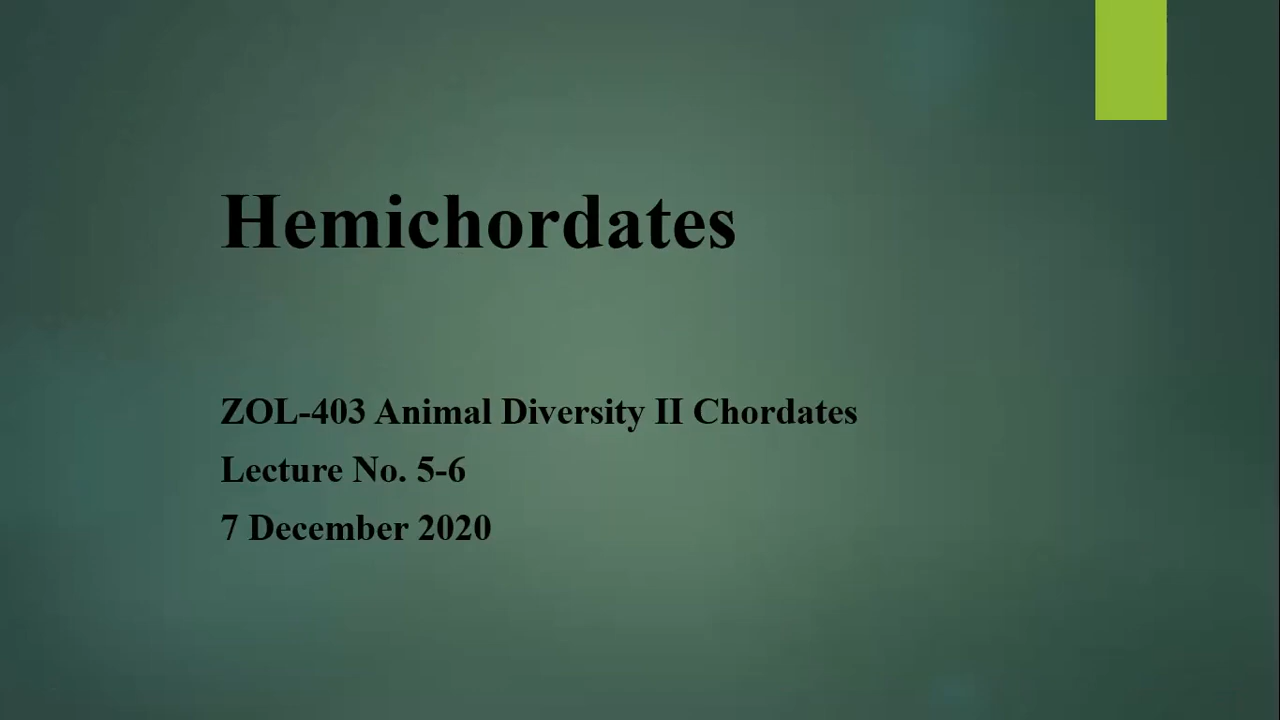 Hemichordates
ZOL-403 Animal Diversity II Chordates
Lecture No. 5-6
7 December 2020